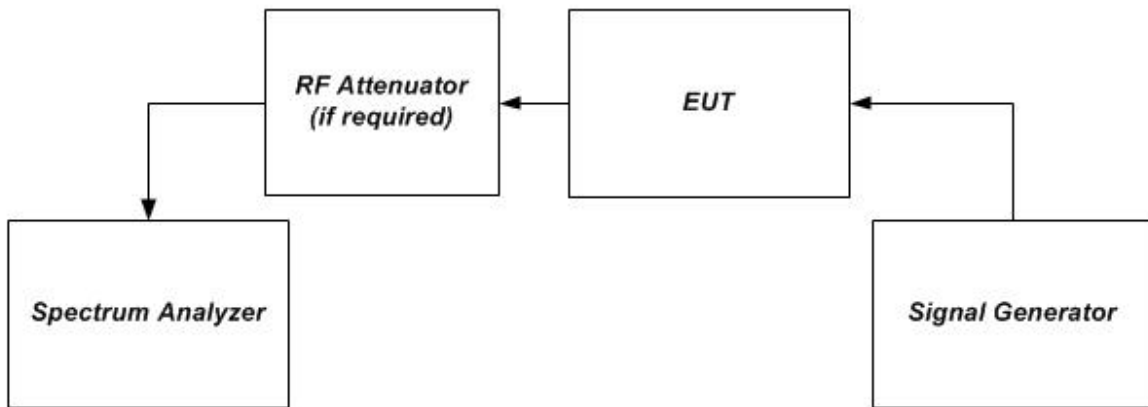 RF Attenuator
(if required)
EUT
Spectrum Analyzer
Signal Generator